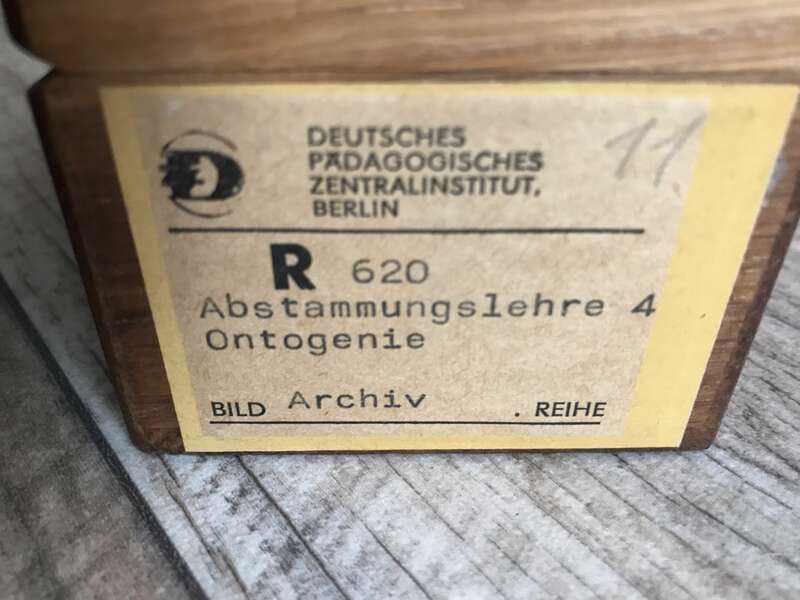 DEUTSCHES
PÄDAGOGISCHES
ZENTRALINSTITUT,
BERLIN
11.
R 620
Abstammungslehre 4
Ontogenie
BILD Archiv . REIHE